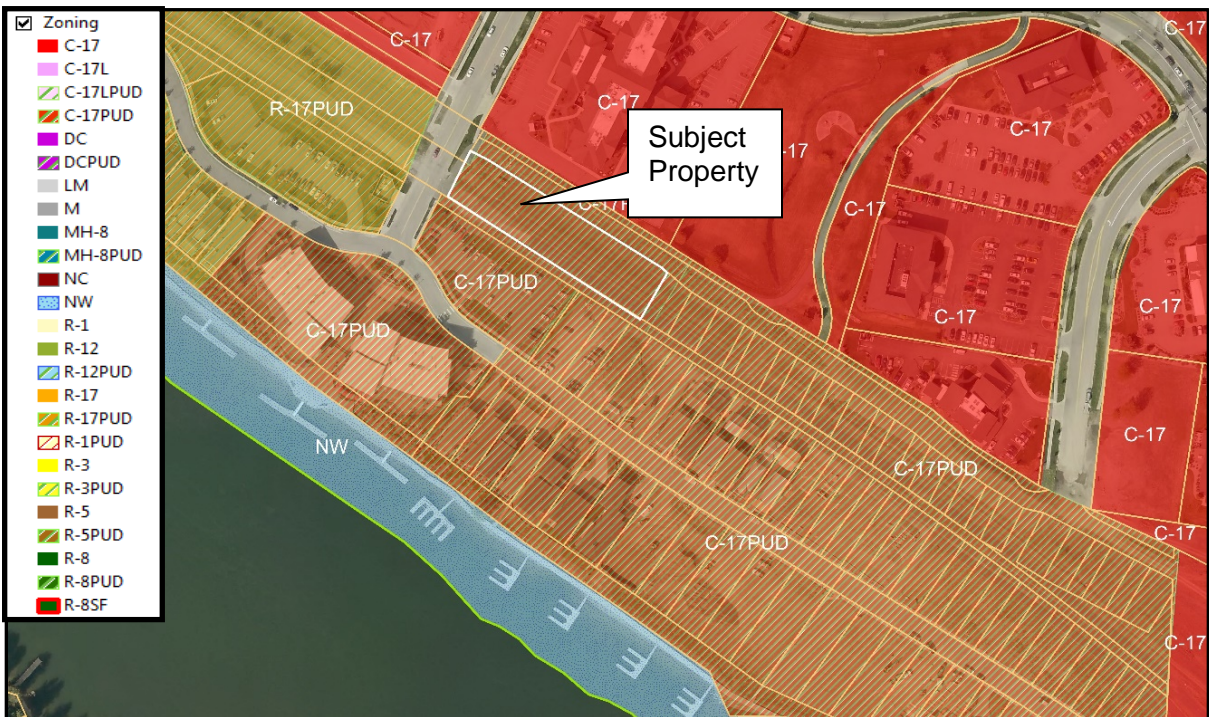 Zoning
C-17
C-17L
C-17LPUD
C-17PUD
DC
DCPUD
LM
M
MH-8
MH-8PUD
NC
NW
R-1
R-12
R-12PUD
R-17
R-17PUD
R-1PUD
R-3
R-3PUD
R-5
R-5PUD
R-8
R-8PUD
R-8SF
C-17
C-17
R-17PUD
C-17
C-17
Subject
Property
-17
C-17
C-17PUD
C-17
C-17
C-17PUD
C-17
NW
C-17PUD
C-17
C-17PUD
C-17